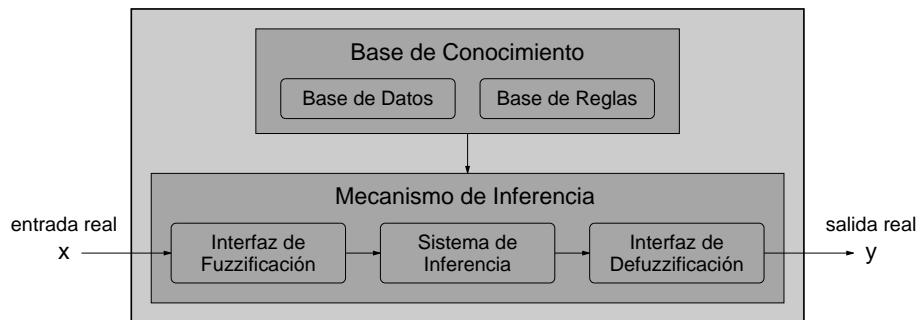 Base de Conocimiento
Base de Datos
Base de Reglas
Mecanismo de Inferencia
entrada real
x
Interfaz de
Fuzzificación
Sistema de
Inferencia
Interfaz de
Defuzzificación
salida real
y